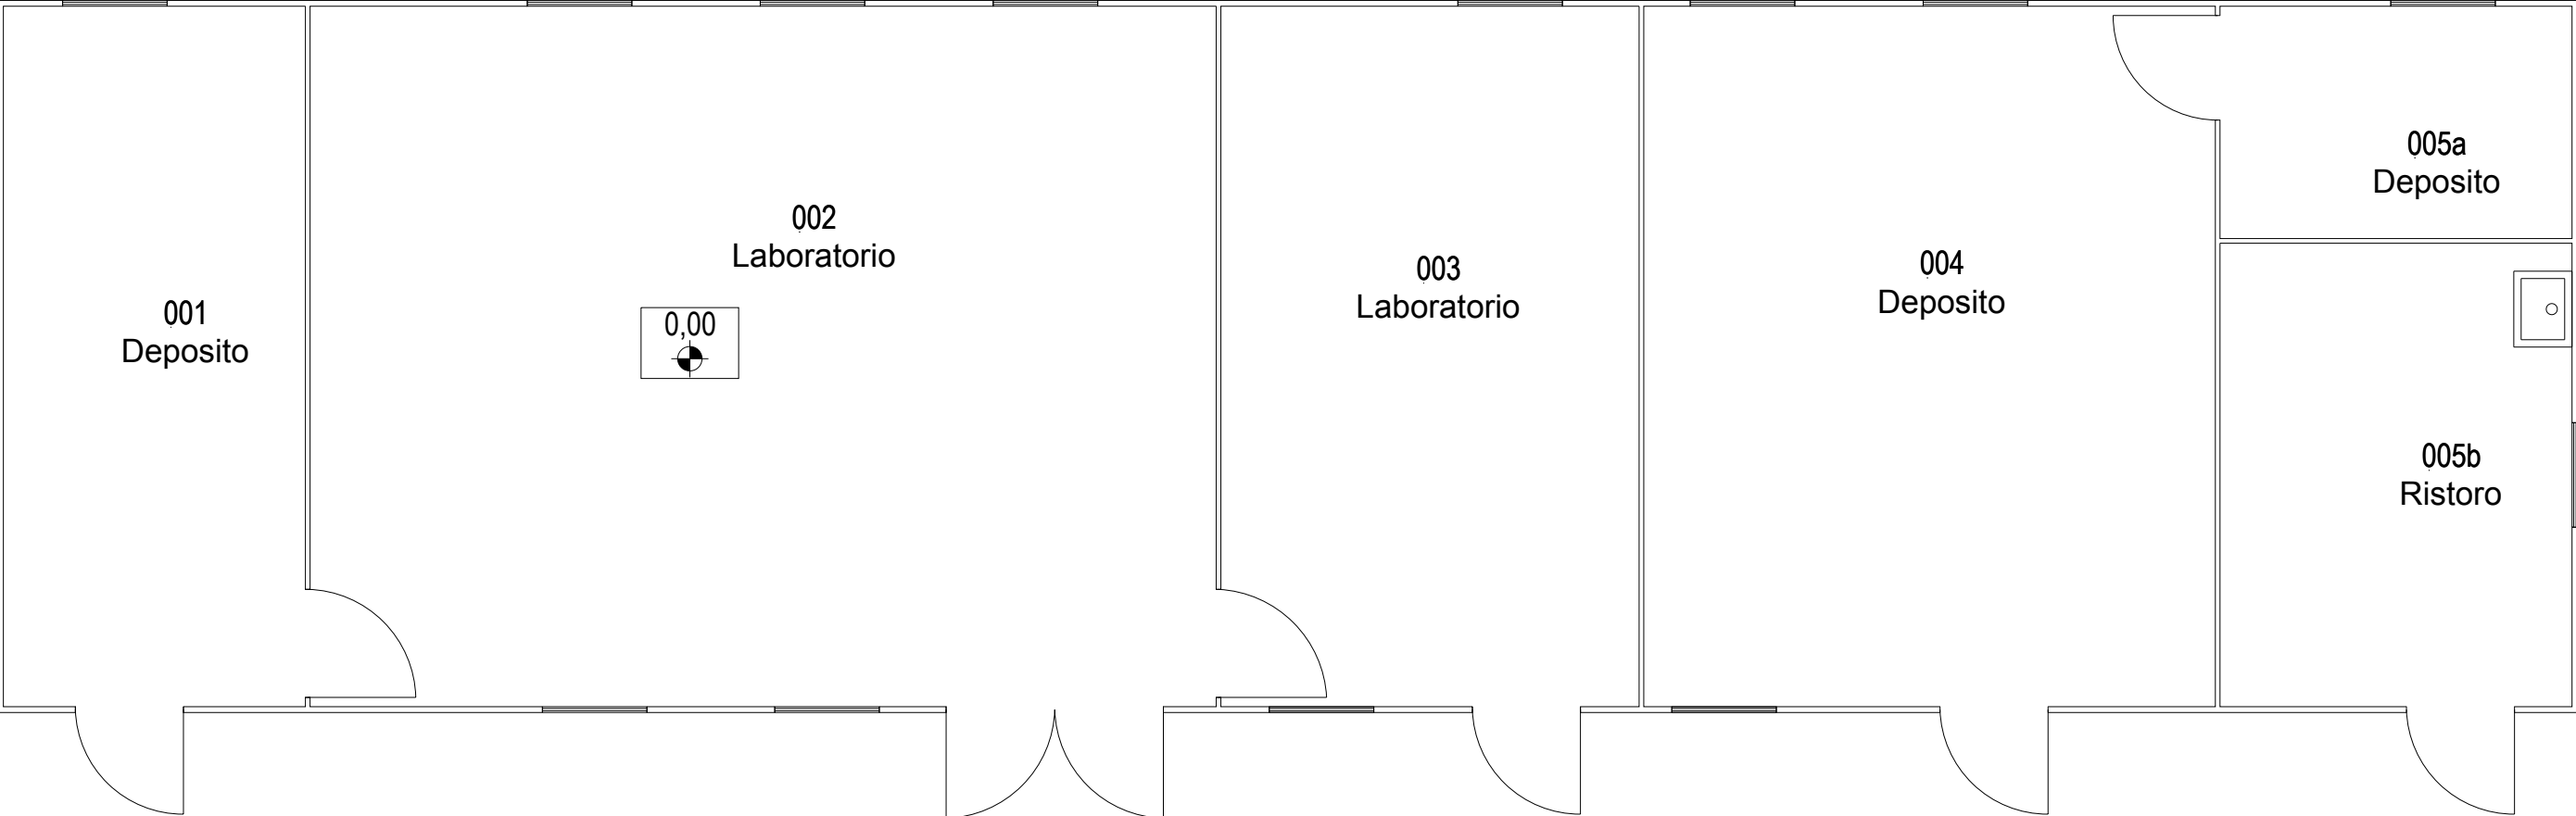 001
Deposito
002
Laboratorio
0,00
003
Laboratorio
004
Deposito
005a
Deposito
005b
Ristoro